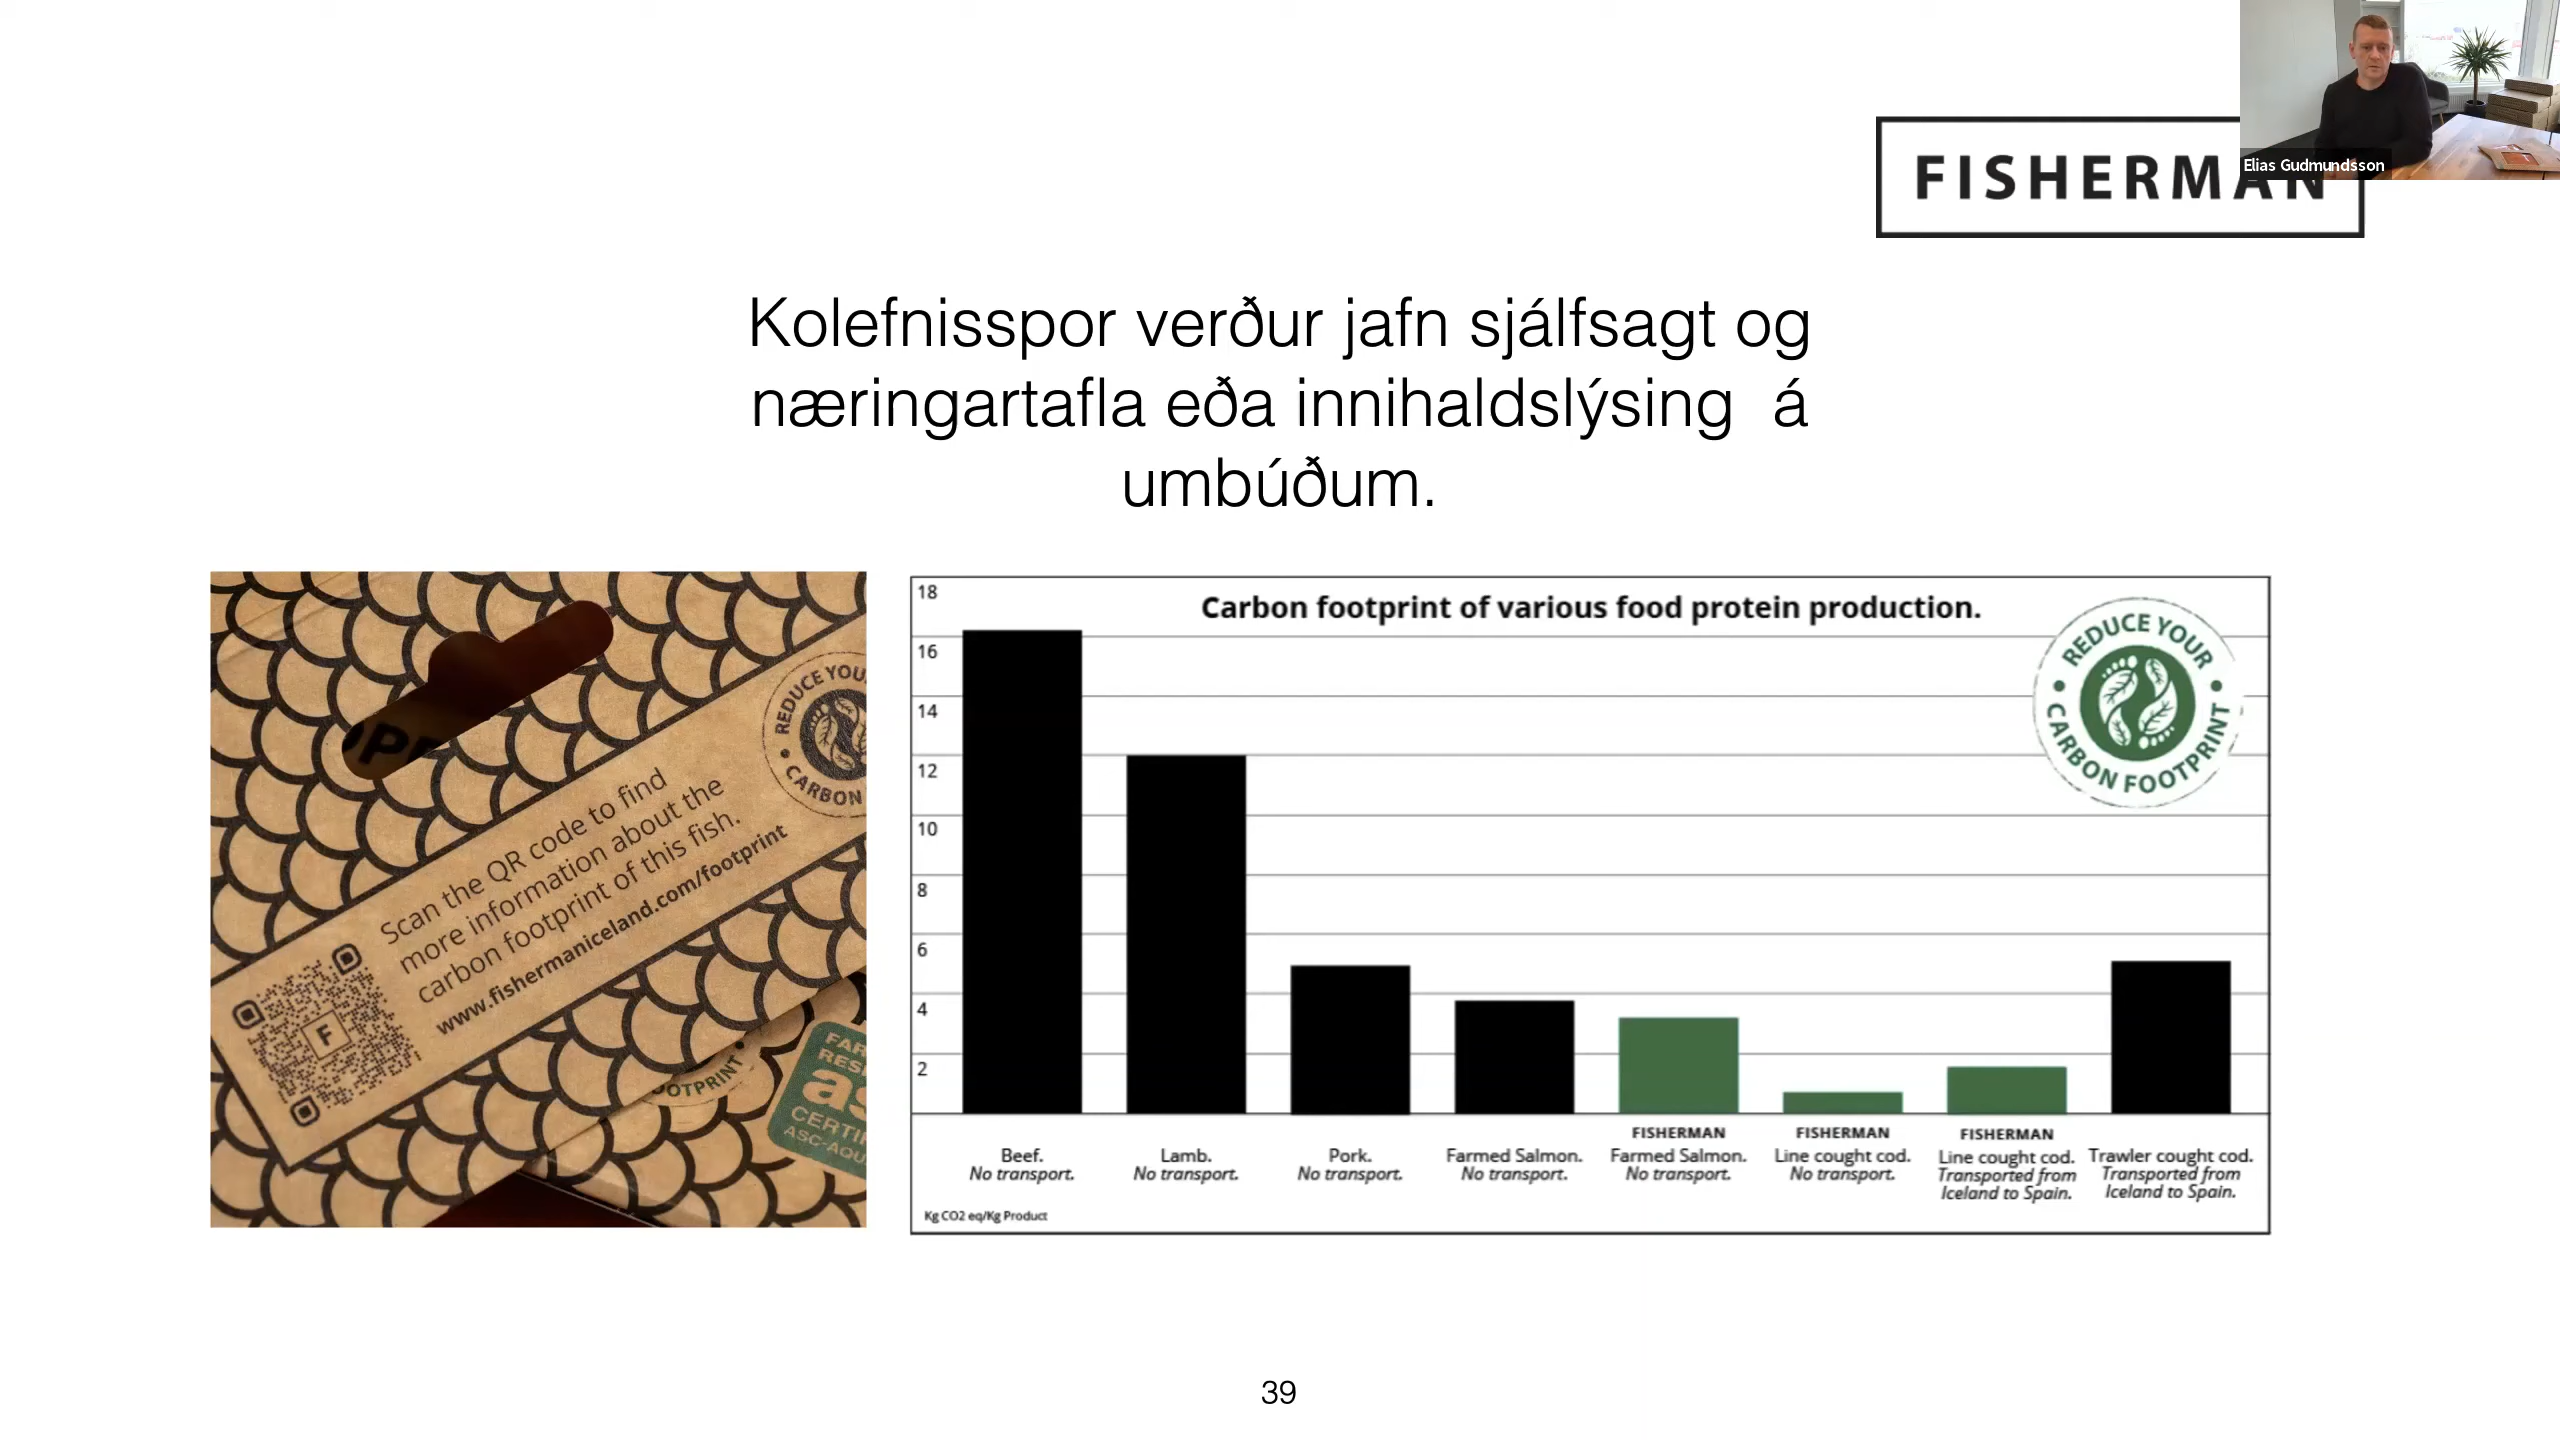 Elias Gudmundsson
FISHERMAN
Kolefnisspor verður jafn sjálfsagt og
næringartafla eða innihaldslýsing á
umbúðum.
REDUCE YOUR
CARBON
Scan the QR code to find
more information about the
carbon footprint of this fish.
www.fishermaniceland.com/footprint
F
CERTI
ASC-AQU
Carbon footprint of various food protein production.
REDUCE YOUR
CARBON FOOTPRINT
18
16
14
12
10
8
6
4
2
Beef.
No transport.
Lamb.
No transport.
Pork.
No transport.
Farmed Salmon.
No transport.
FISHERMAN
Farmed Salmon.
No transport.
FISHERMAN
Line cought cod.
No transport.
FISHERMAN
Line cought cod.
Transported from
Iceland to Spain.
Trawler cought cod.
Transported from
Iceland to Spain.
Kg CO2 eq/Kg Product
39